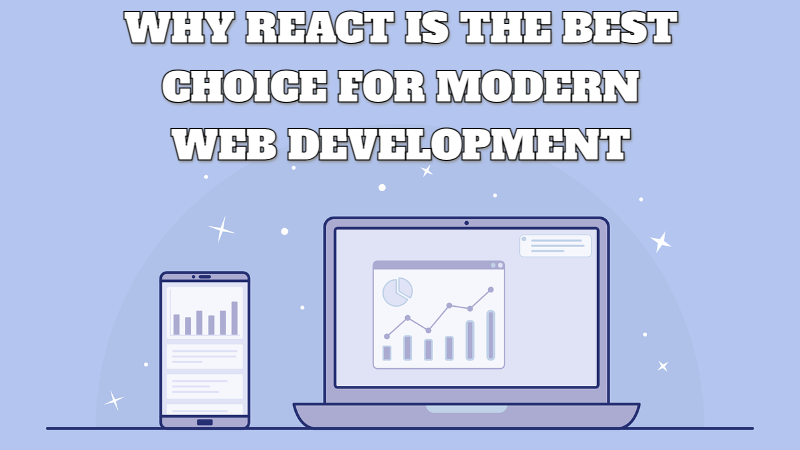 WHY REACT IS THE BEST
CHOICE FOR MODERN
WEB DEVELOPMENT